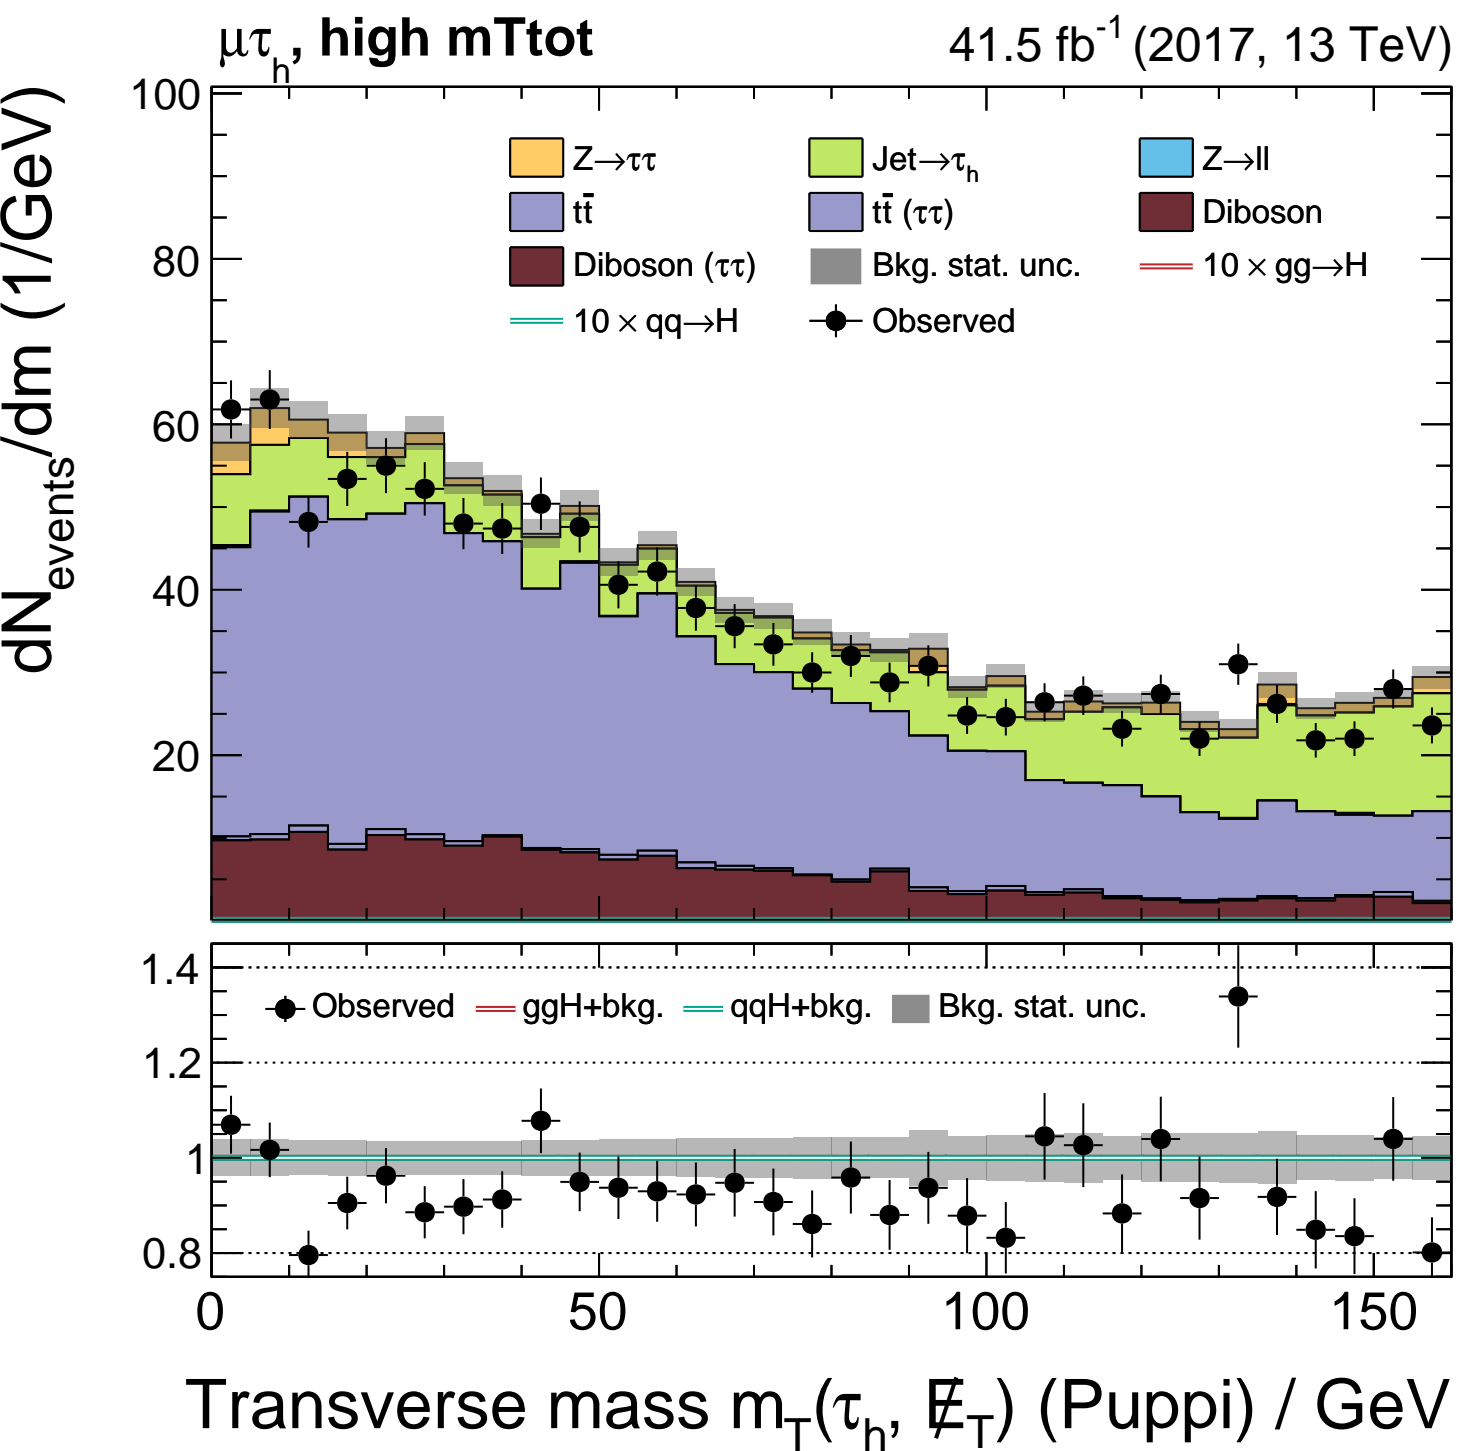 μτh, high mTtot
41.5 fb-1 (2017, 13 TeV)
dNevents/dm (1/GeV)
100
80
60
40
20
Z→ττ Jet→τh Z→ll
tt̄ tt̄ (ττ) Diboson
Diboson (ττ) Bkg. stat. unc. 10 × gg→H
10 × qq→H Observed
1.4
1.2
1
0.8
Observed ggH+bkg. qqH+bkg. Bkg. stat. unc.
0 50 100 150
Transverse mass mT(τh, E̸T) (Puppi) / GeV